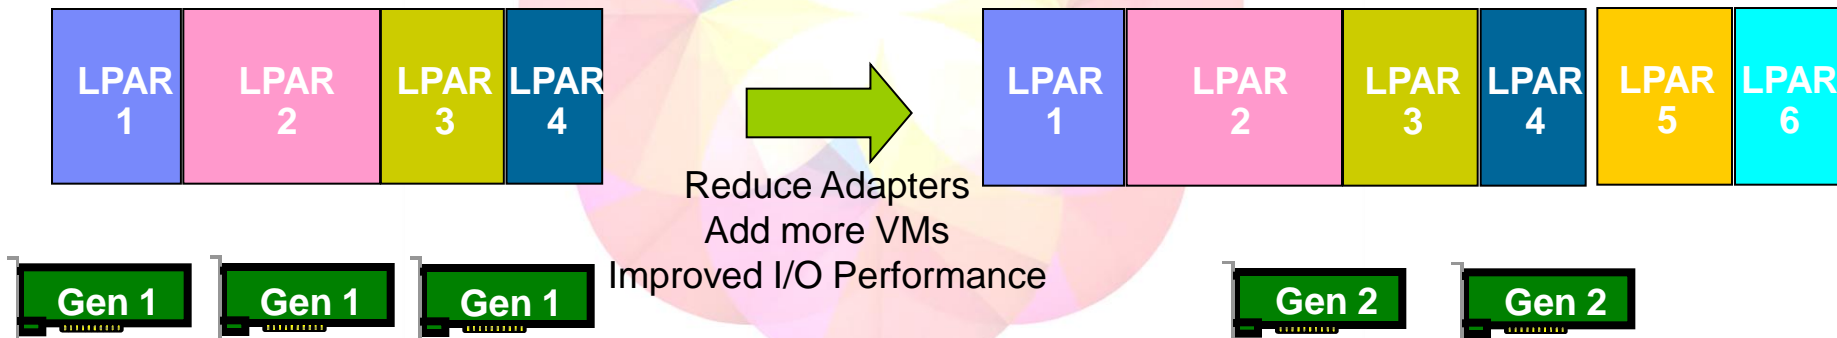 LPAR
1
LPAR
2
LPAR
3
LPAR
4
Reduce Adapters
Add more VMs
Improved I/O Performance
LPAR
1
LPAR
2
LPAR
3
LPAR
4
LPAR
5
LPAR
6
Gen 1
Gen 1
Gen 1
Gen 2
Gen 2